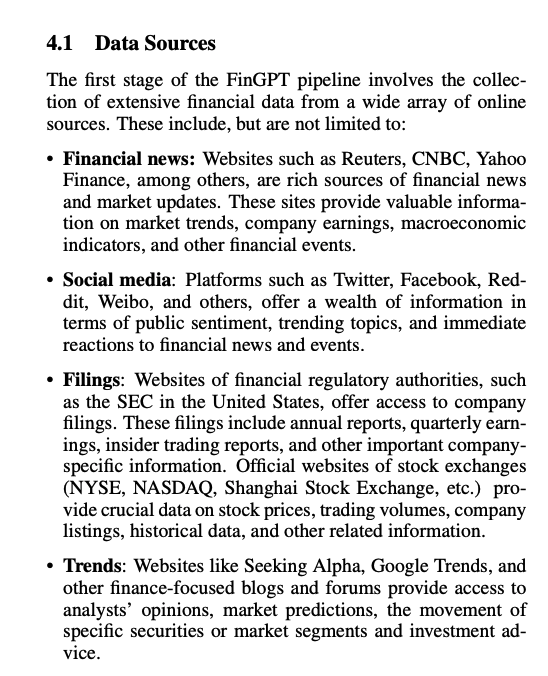 4.1 Data Sources
The first stage of the FinGPT pipeline involves the collec-
tion of extensive financial data from a wide array of online
sources. These include, but are not limited to:
• Financial news: Websites such as Reuters, CNBC, Yahoo
Finance, among others, are rich sources of financial news
and market updates. These sites provide valuable informa-
tion on market trends, company earnings, macroeconomic
indicators, and other financial events.
• Social media: Platforms such as Twitter, Facebook, Red-
dit, Weibo, and others, offer a wealth of information in
terms of public sentiment, trending topics, and immediate
reactions to financial news and events.
• Filings: Websites of financial regulatory authorities, such
as the SEC in the United States, offer access to company
filings. These filings include annual reports, quarterly earn-
ings, insider trading reports, and other important company-
specific information. Official websites of stock exchanges
(NYSE, NASDAQ, Shanghai Stock Exchange, etc.) pro-
vide crucial data on stock prices, trading volumes, company
listings, historical data, and other related information.
• Trends: Websites like Seeking Alpha, Google Trends, and
other finance-focused blogs and forums provide access to
analysts’ opinions, market predictions, the movement of
specific securities or market segments and investment ad-
vice.